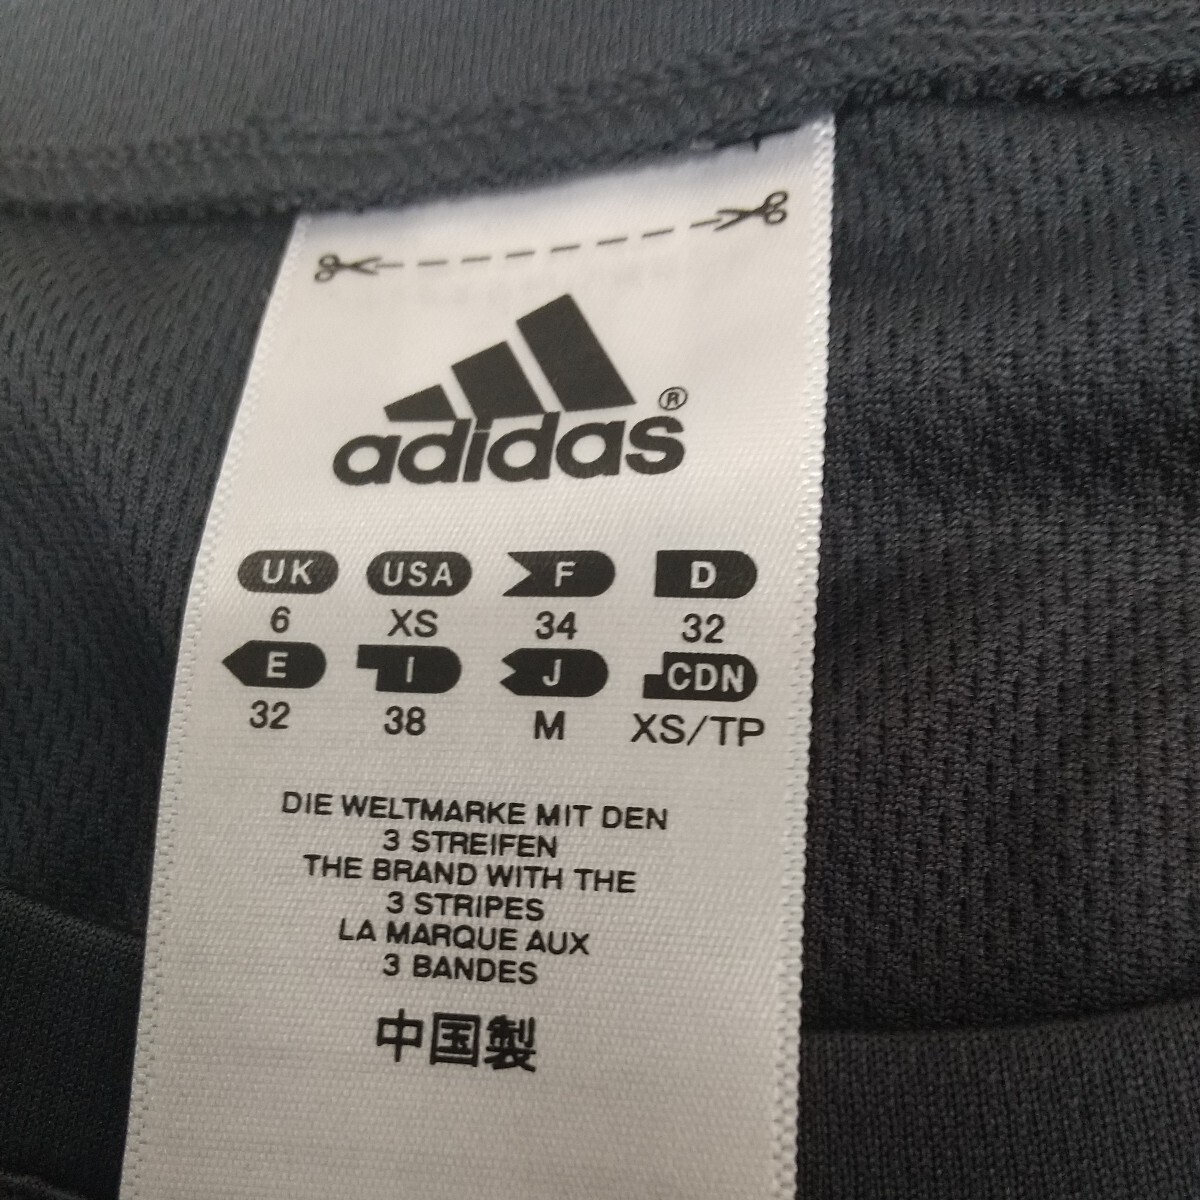 adidas®
UK USA F D
6 XS 34 32
E I J CDN
32 38 M XS/TP
DIE WELTMARKE MIT DEN
3 STREIFEN
THE BRAND WITH THE
3 STRIPES
LA MARQUE AUX
3 BANDES
中国製